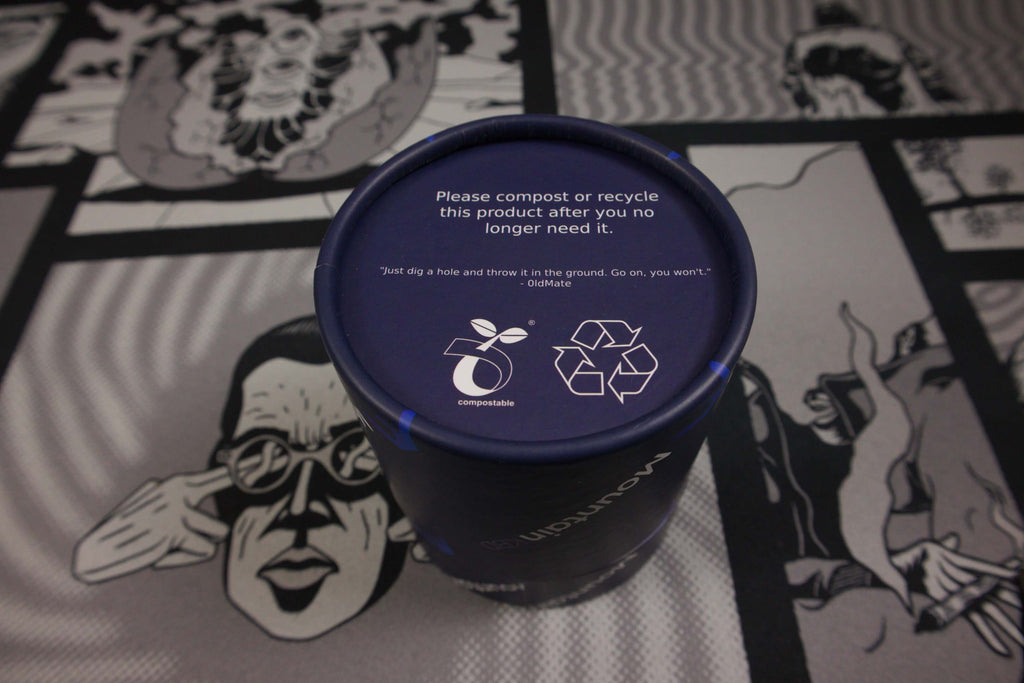 Please compost or recycle
this product after you no
longer need it.
"Just dig a hole and throw it in the ground. Go on, you won't."
- 0ldMate
®
compostable
Mountain